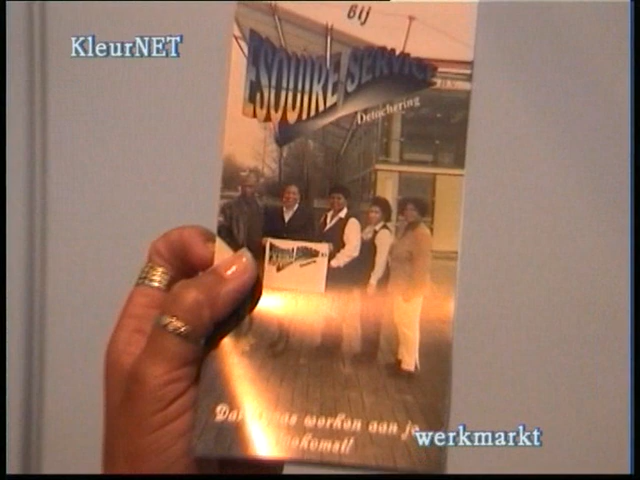 KleurNET
Bij
ESQUIRE SERVICE
Detachering
werken aan je
werkmarkt